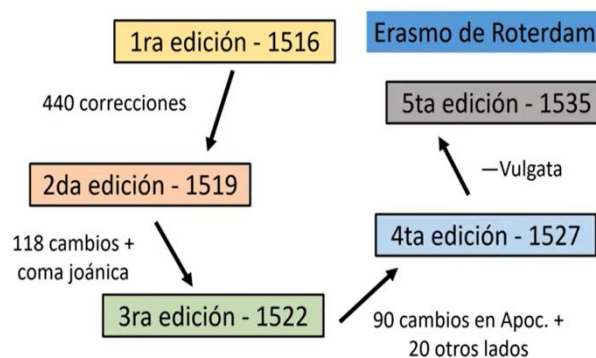 1ra edición - 1516
Erasmo de Roterdam
440 correcciones
5ta edición - 1535
2da edición - 1519
—Vulgata
118 cambios +
coma joánica
4ta edición - 1527
3ra edición - 1522
90 cambios en Apoc. +
20 otros lados